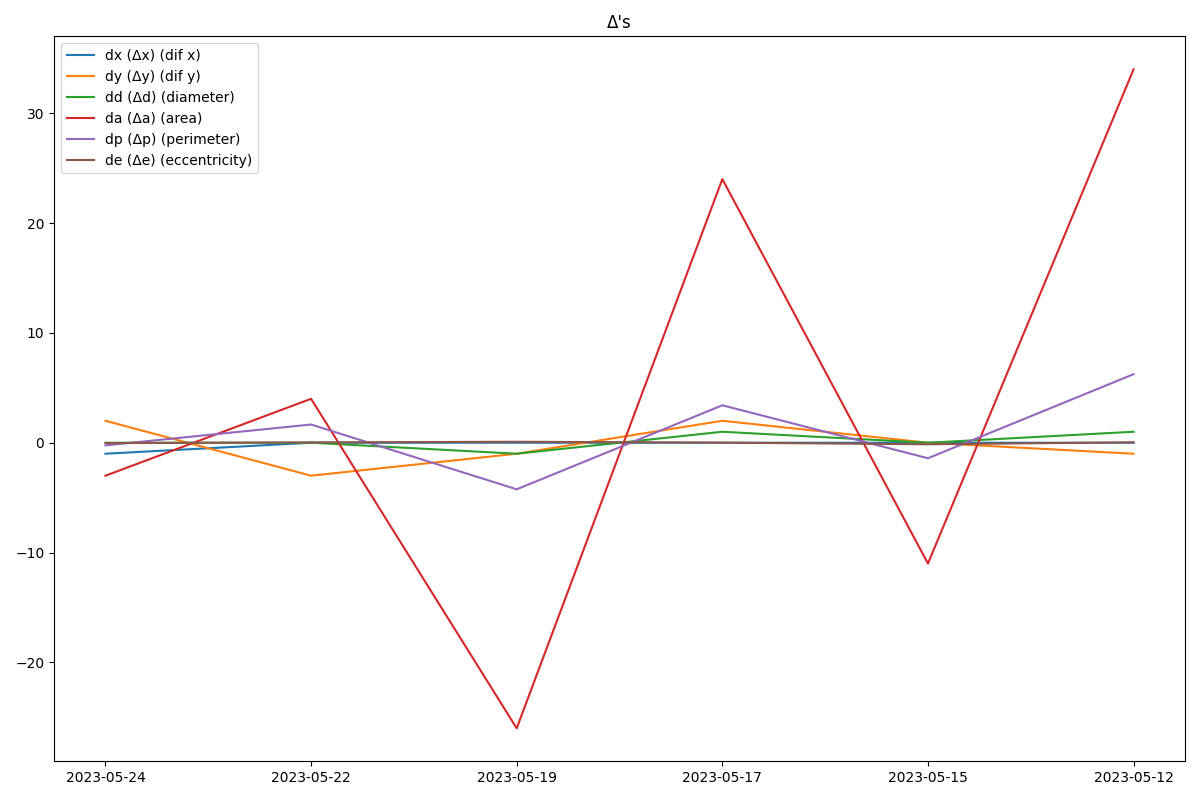 Δ's
dx (Δx) (dif x)
dy (Δy) (dif y)
dd (Δd) (diameter)
da (Δa) (area)
dp (Δp) (perimeter)
de (Δe) (eccentricity)
30
20
10
0
−10
−20
2023-05-24 2023-05-22 2023-05-19 2023-05-17 2023-05-15 2023-05-12